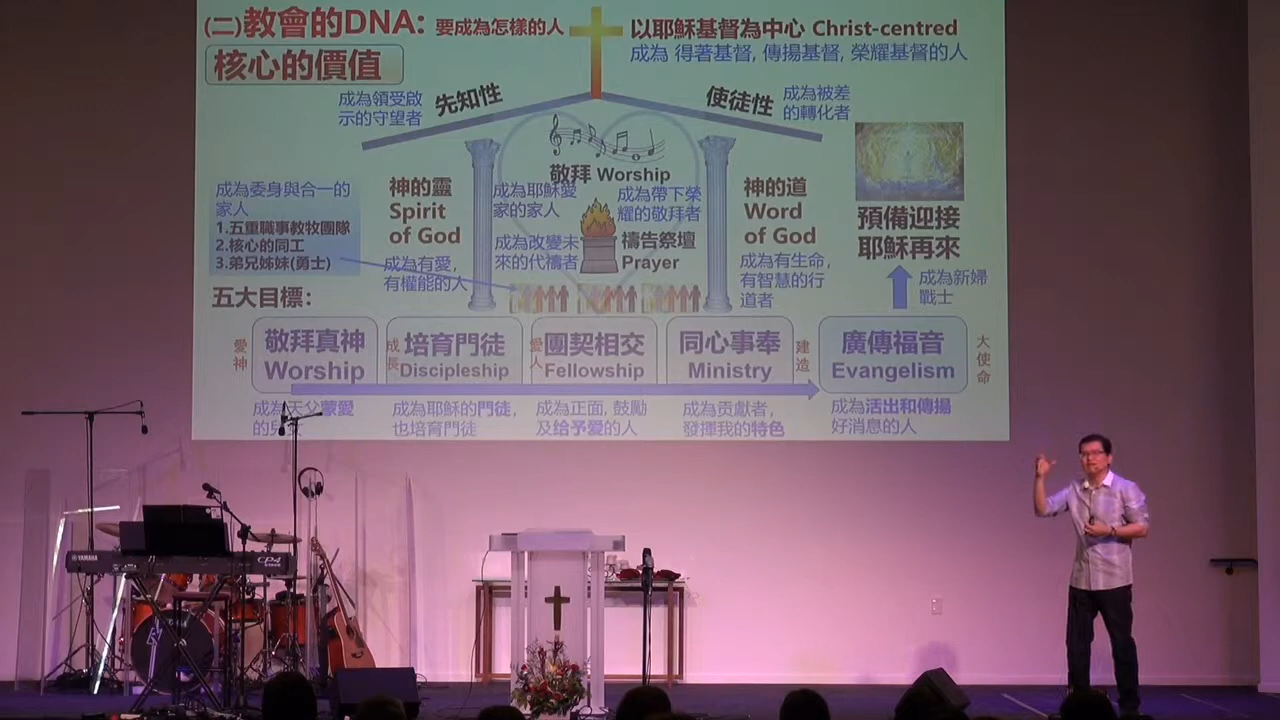 (二)教會的DNA: 要成為怎樣的人
核心的價值
以耶穌基督為中心 Christ-centred
成為 得著基督, 傳揚基督, 榮耀基督的人
成為領受啟
示的守望者
先知性
使徒性
成為被差
的轉化者
敬拜 Worship
成為耶穌愛
家的家人
成為帶下榮
耀的敬拜者
成為改變未
來的代禱者
禱告祭壇
Prayer
成為委身與合一的
家人
1.五重職事教牧團隊
2.核心的同工
3.弟兄姊妹(勇士)
神的靈
Spirit
of God
成為有愛,
有權能的人
神的道
Word
of God
成為有生命,
有智慧的行
道者
預備迎接
耶穌再來
成為新婦
戰士
五大目標:
愛神
敬拜真神
Worship
成長
培育門徒
Discipleship
愛人
團契相交
Fellowship
同心事奉
Ministry
建造
廣傳福音
Evangelism
大使命
成為天父蒙愛
的兒
成為耶穌的門徒,
也培育門徒
成為正面, 鼓勵
及給予愛的人
成為貢獻者,
發揮我的特色
成為活出和傳揚
好消息的人
YAMAHA
CP4